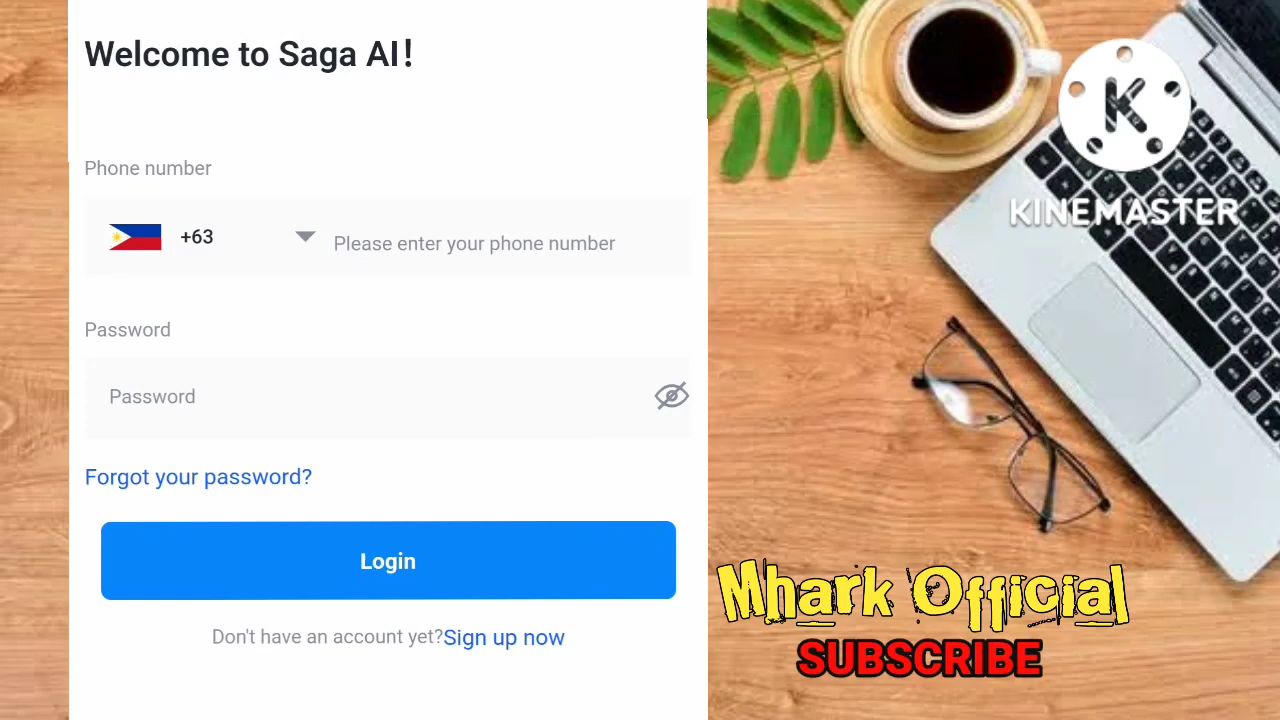 Welcome to Saga AI!
Phone number
+63
Please enter your phone number
Password
Password
Forgot your password?
Login
Don't have an account yet?Sign up now
K
KINEMASTER
Mhark Official
SUBSCRIBE